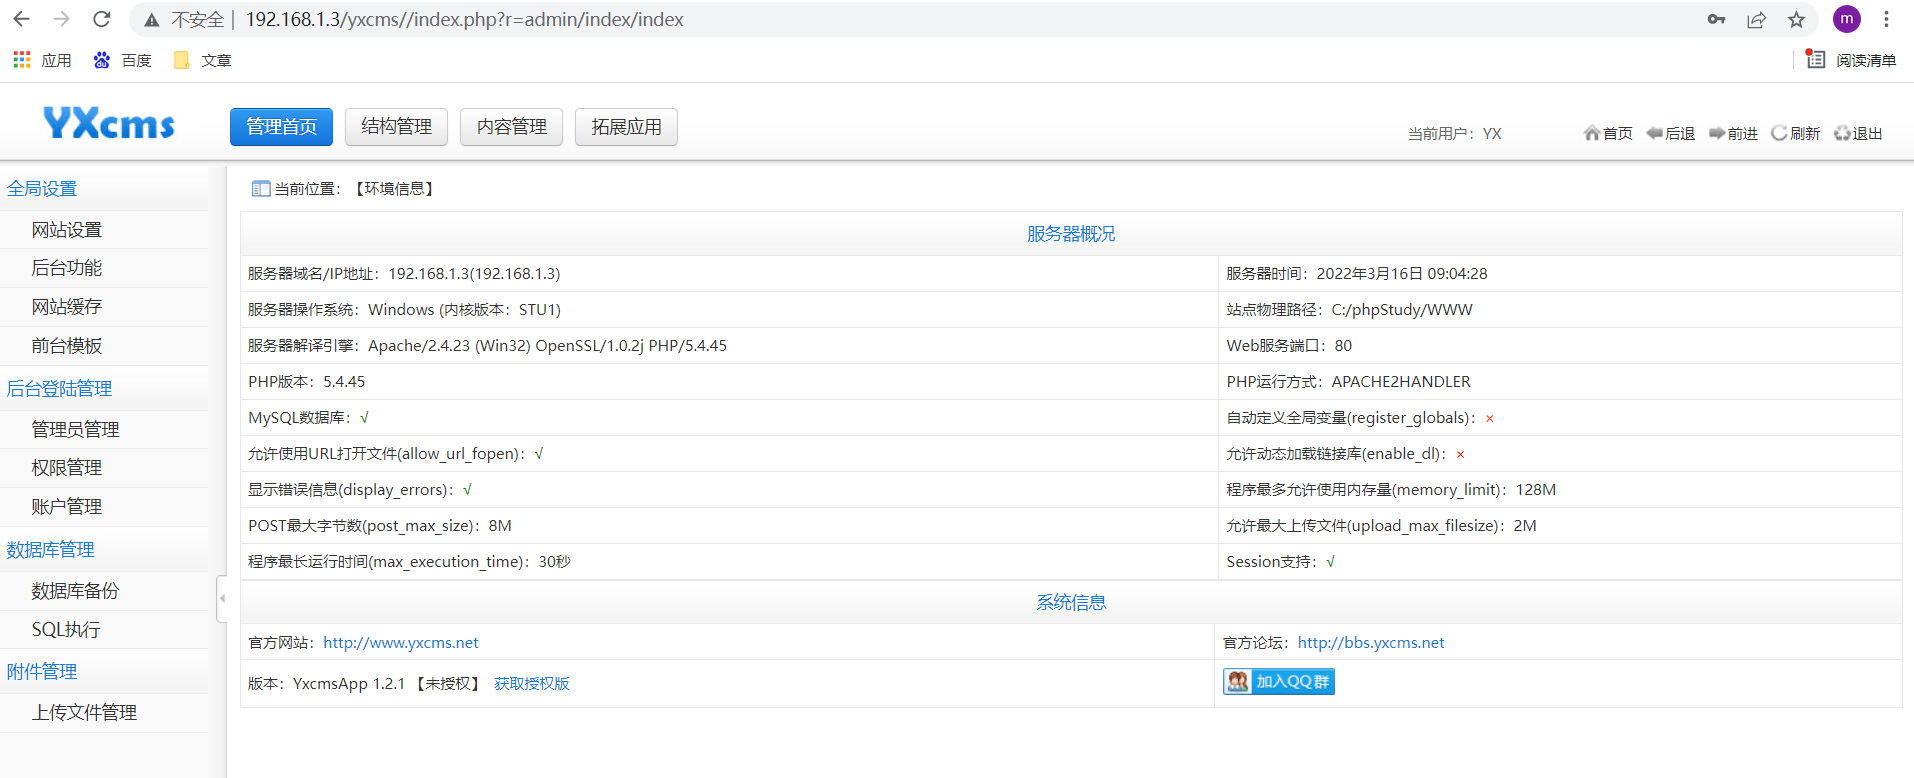 不安全 | 192.168.1.3/yxcms//index.php?r=admin/index/index
m
应用 百度 文章 阅读清单
YXcms 管理首页 结构管理 内容管理 拓展应用 当前用户：YX 首页 后退 前进 刷新 退出
全局设置
网站设置
后台功能
网站缓存
前台模板
后台登陆管理
管理员管理
权限管理
账户管理
数据库管理
数据库备份
SQL执行
附件管理
上传文件管理
当前位置：【环境信息】
服务器概况
服务器域名/IP地址：192.168.1.3(192.168.1.3) 服务器时间：2022年3月16日 09:04:28
服务器操作系统：Windows (内核版本：STU1) 站点物理路径：C:/phpStudy/WWW
服务器解译引擎：Apache/2.4.23 (Win32) OpenSSL/1.0.2j PHP/5.4.45 Web服务端口：80
PHP版本：5.4.45 PHP运行方式：APACHE2HANDLER
MySQL数据库：√ 自动定义全局变量(register_globals)：×
允许使用URL打开文件(allow_url_fopen)：√ 允许动态加载链接库(enable_dl)：×
显示错误信息(display_errors)：√ 程序最多允许使用内存量(memory_limit)：128M
POST最大字节数(post_max_size)：8M 允许最大上传文件(upload_max_filesize)：2M
程序最长运行时间(max_execution_time)：30秒 Session支持：√
系统信息
官方网站：http://www.yxcms.net 官方论坛：http://bbs.yxcms.net
版本：YxcmsApp 1.2.1 【未授权】 获取授权版 加入QQ群